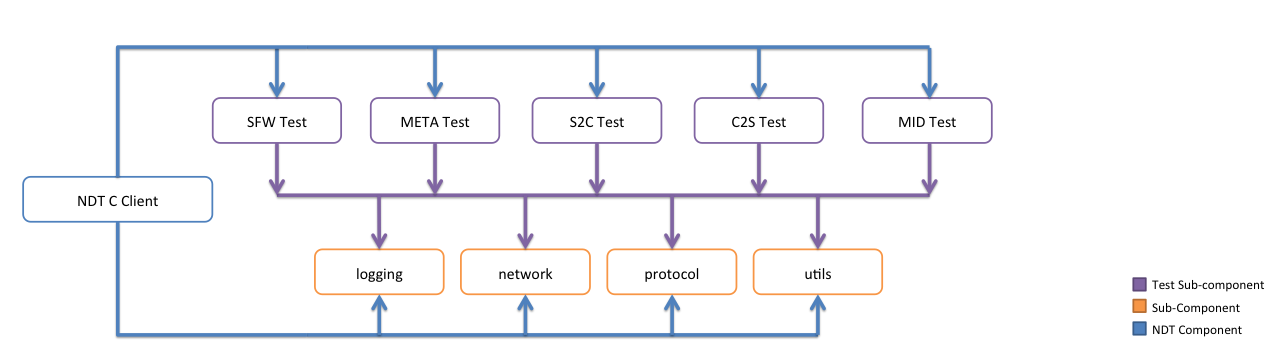 SFW Test
META Test
S2C Test
C2S Test
MID Test
NDT C Client
logging
network
protocol
utils
Test Sub-component
Sub-Component
NDT Component